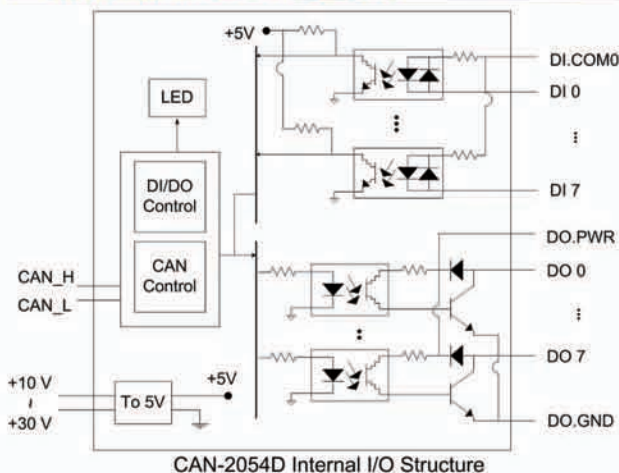 +5V
DI.COM0
LED
DI 0
DI/DO
Control
DI 7
DO.PWR
CAN_H
CAN
Control
DO 0
CAN_L
+10 V
~
+30 V
To 5V
+5V
DO 7
DO.GND
CAN-2054D Internal I/O Structure